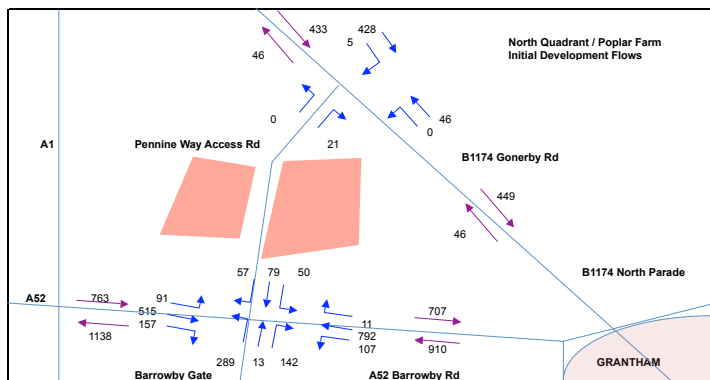 433 428
5
46
North Quadrant / Poplar Farm
Initial Development Flows
0
46
0
A1
Pennine Way Access Rd
21
B1174 Gonerby Rd
449
46
57 79 50
B1174 North Parade
A52
763
91
515
157
1138
11
792
107
707
910
289 13 142
GRANTHAM
Barrowby Gate
A52 Barrowby Rd